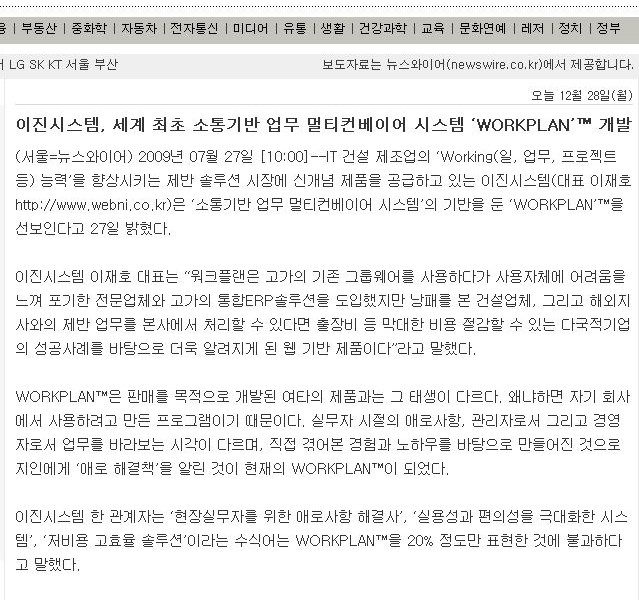 부동산 | 중화학 | 자동차 | 전자통신 | 미디어 | 유통 | 생활 | 건강과학 | 교육 | 문화연예 | 레저 | 정치 | 정부
LG SK KT 서울 부산
보도자료는 뉴스와이어(newswire.co.kr)에서 제공합니다.
오늘 12월 28일(월)
이진시스템, 세계 최초 소통기반 업무 멀티컨베이어 시스템 ‘WORKPLAN’™ 개발
(서울=뉴스와이어) 2009년 07월 27일 [10:00]--IT 건설 제조업의 ‘Working(일, 업무, 프로젝트
등) 능력’을 향상시키는 제반 솔루션 시장에 신개념 제품을 공급하고 있는 이진시스템(대표 이재호
http://www.webni.co.kr)은 ‘소통기반 업무 멀티컨베이어 시스템’의 기반을 둔 ‘WORKPLAN’™을
선보인다고 27일 밝혔다.
이진시스템 이재호 대표는 “워크플랜은 고가의 기존 그룹웨어를 사용하다가 사용자체에 어려움을
느껴 포기한 전문업체와 고가의 통합ERP솔루션을 도입했지만 낭패를 본 건설업체, 그리고 해외지
사와의 제반 업무를 본사에서 처리할 수 있다면 출장비 등 막대한 비용 절감할 수 있는 다국적기업
의 성공사례를 바탕으로 더욱 알려지게 된 웹 기반 제품이다”라고 말했다.
WORKPLAN™은 판매를 목적으로 개발된 여타의 제품과는 그 태생이 다르다. 왜냐하면 자기 회사
에서 사용하려고 만든 프로그램이기 때문이다. 실무자 시절의 애로사항, 관리자로서 그리고 경영
자로서 업무를 바라보는 시각이 다르며, 직접 겪어본 경험과 노하우를 바탕으로 만들어진 것으로
지인에게 ‘애로 해결책’을 알린 것이 현재의 WORKPLAN™이 되었다.
이진시스템 한 관계자는 ‘현장실무자를 위한 애로사항 해결사’, ‘실용성과 편의성을 극대화한 시스
템’, ‘저비용 고효율 솔루션’이라는 수식어는 WORKPLAN™을 20% 정도만 표현한 것에 불과하다
고 말했다.